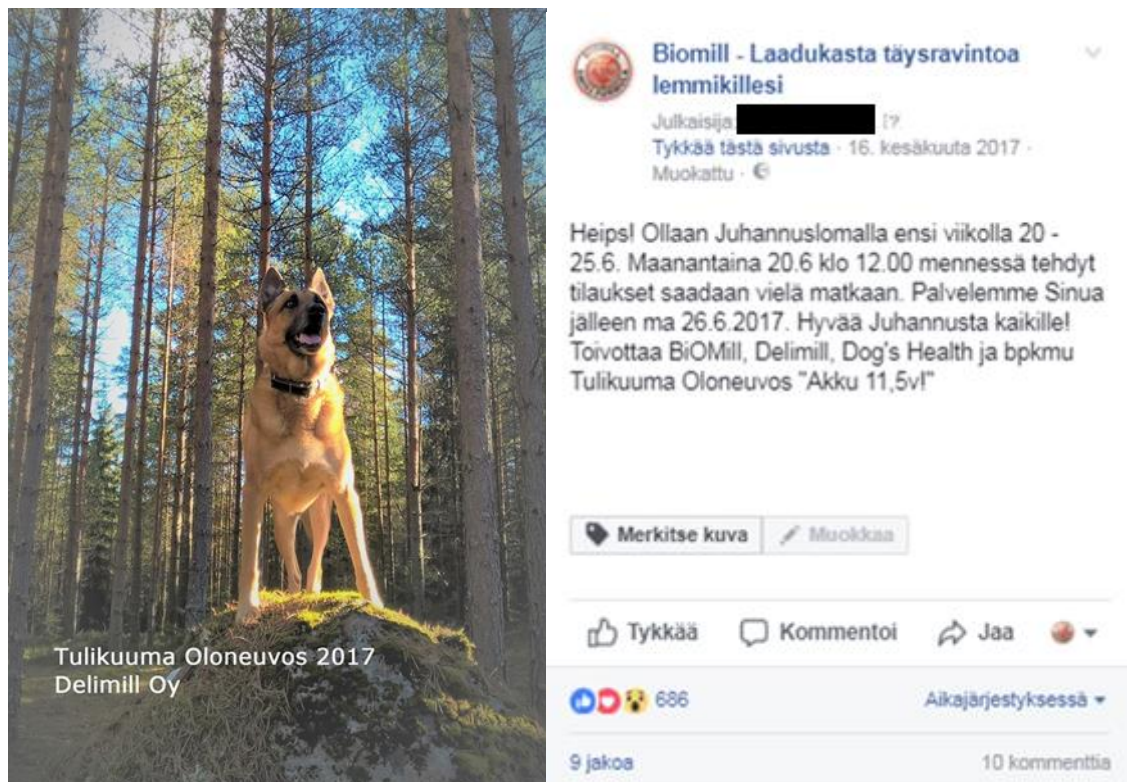 Tulikuuma Oloneuvos 2017
Delimill Oy
Biomill - Laadukasta täysravintoa
lemmikillesi
Julkaisija [?]
Tykkää tästä sivusta · 16. kesäkuuta 2017 ·
Muokattu ·
Heips! Ollaan Juhannuslomalla ensi viikolla 20 -
25.6. Maanantaina 20.6 klo 12.00 mennessä tehdyt
tilaukset saadaan vielä matkaan. Palvelemme Sinua
jälleen ma 26.6.2017. Hyvää Juhannusta kaikille!
Toivottaa BiOMill, Delimill, Dog's Health ja bpkmu
Tulikuuma Oloneuvos "Akku 11,5v!"
Merkitse kuva
Muokkaa
Tykkää Kommentoi Jaa
686 Aikajärjestyksessä
9 jakoa 10 kommenttia